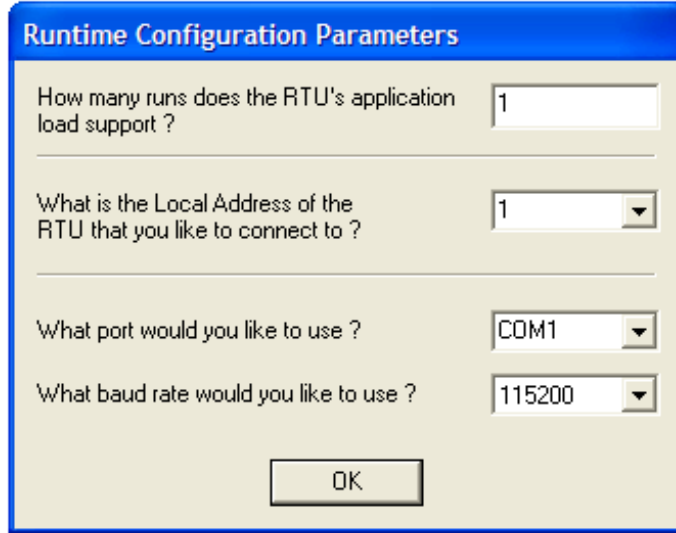 Runtime Configuration Parameters
How many runs does the RTU's application
load support ?
1
What is the Local Address of the
RTU that you like to connect to ?
1
What port would you like to use ?
COM1
What baud rate would you like to use ?
115200
OK